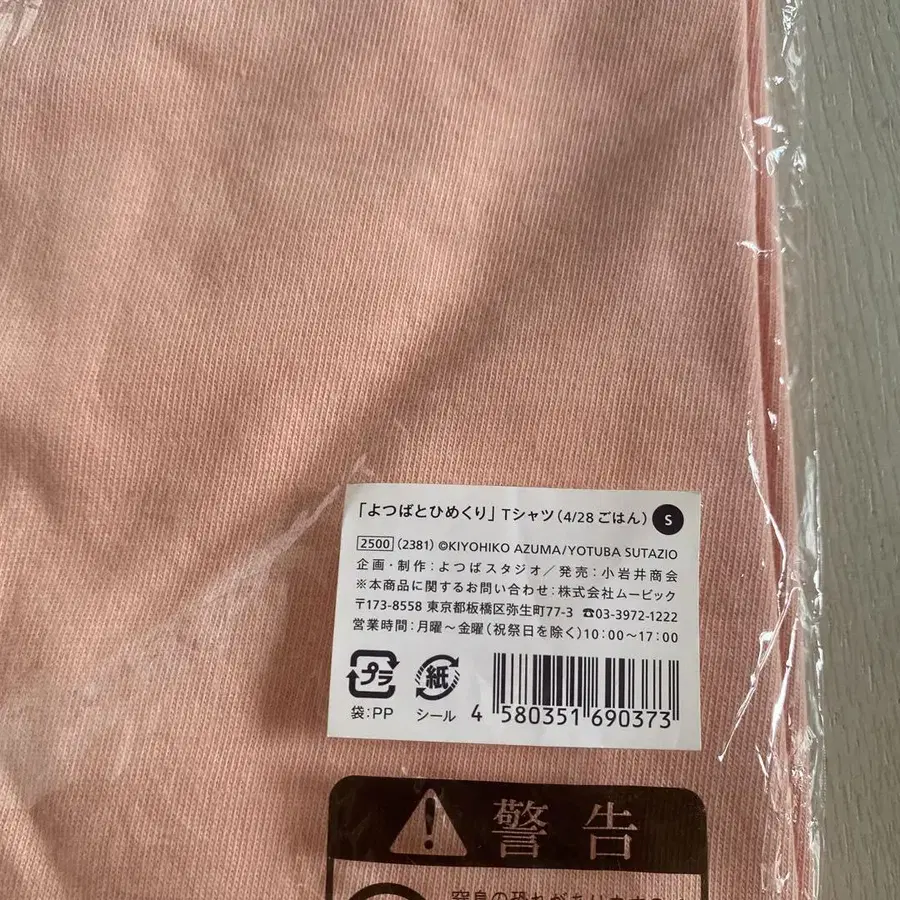 「よつばとひめくり」Tシャツ(4/28 ごはん) S
2500 (2381) ©KIYOHIKO AZUMA/YOTUBA SUTAZIO
企画・制作:よつばスタジオ/発売:小岩井商会
※本商品に関するお問い合わせ:株式会社ムービック
〒173-8558 東京都板橋区弥生町77-3 ☎03-3972-1222
営業時間:月曜～金曜(祝祭日を除く)10:00～17:00
プラ 紙
袋:PP シール 4 580351 690373
警告